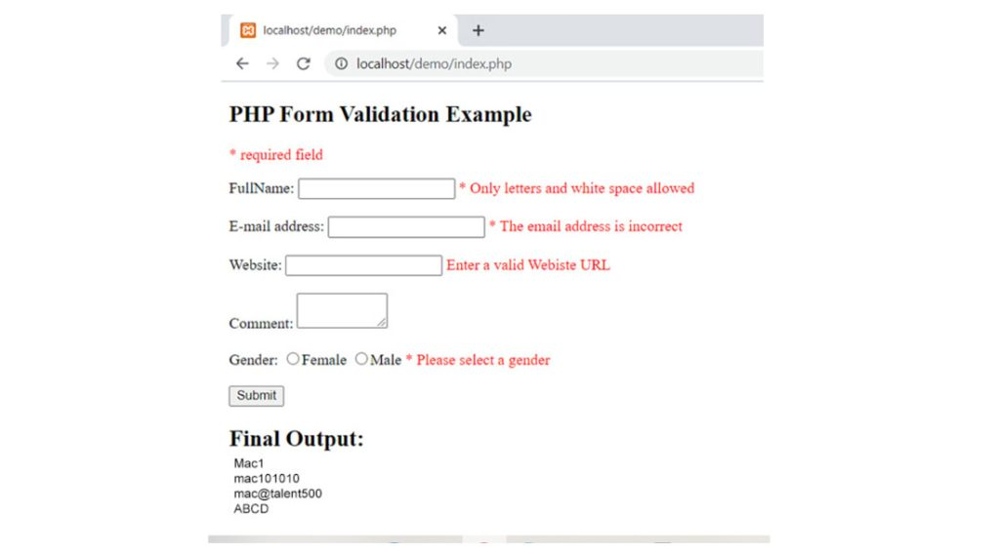 localhost/demo/index.php
localhost/demo/index.php
PHP Form Validation Example
* required field
FullName: * Only letters and white space allowed
E-mail address: * The email address is incorrect
Website: Enter a valid Webiste URL
Comment:
Gender: Female Male * Please select a gender
Submit
Final Output:
Mac1
mac101010
mac@talent500
ABCD